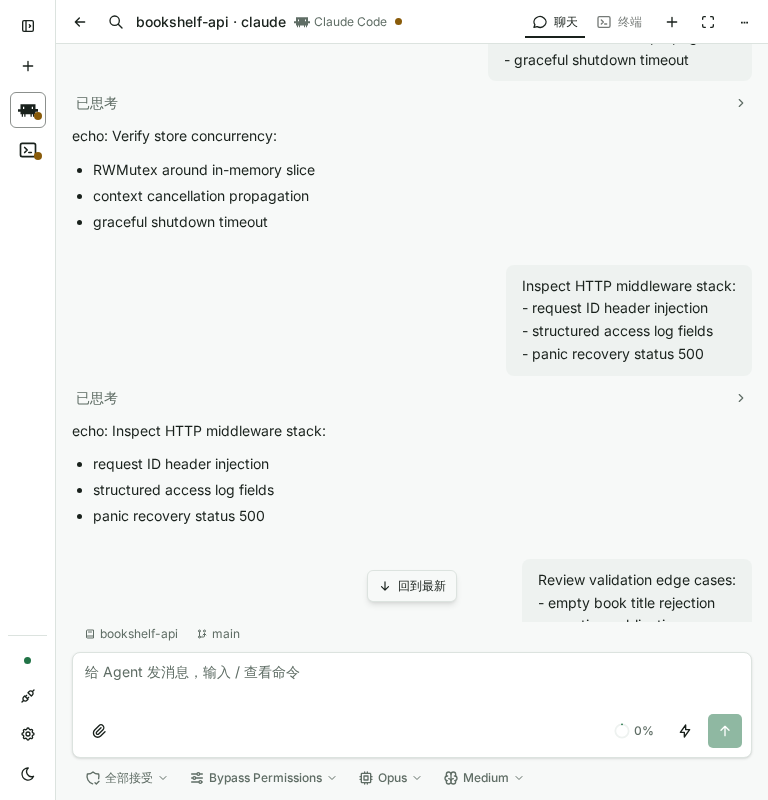 bookshelf-api · claude Claude Code 聊天 终端
- graceful shutdown timeout
已思考
echo: Verify store concurrency:
RWMutex around in-memory slice
context cancellation propagation
graceful shutdown timeout
Inspect HTTP middleware stack:
- request ID header injection
- structured access log fields
- panic recovery status 500
已思考
echo: Inspect HTTP middleware stack:
request ID header injection
structured access log fields
panic recovery status 500
Review validation edge cases:
- empty book title rejection
回到最新
bookshelf-api main
给 Agent 发消息，输入 / 查看命令
0%
全部接受 Bypass Permissions Opus Medium